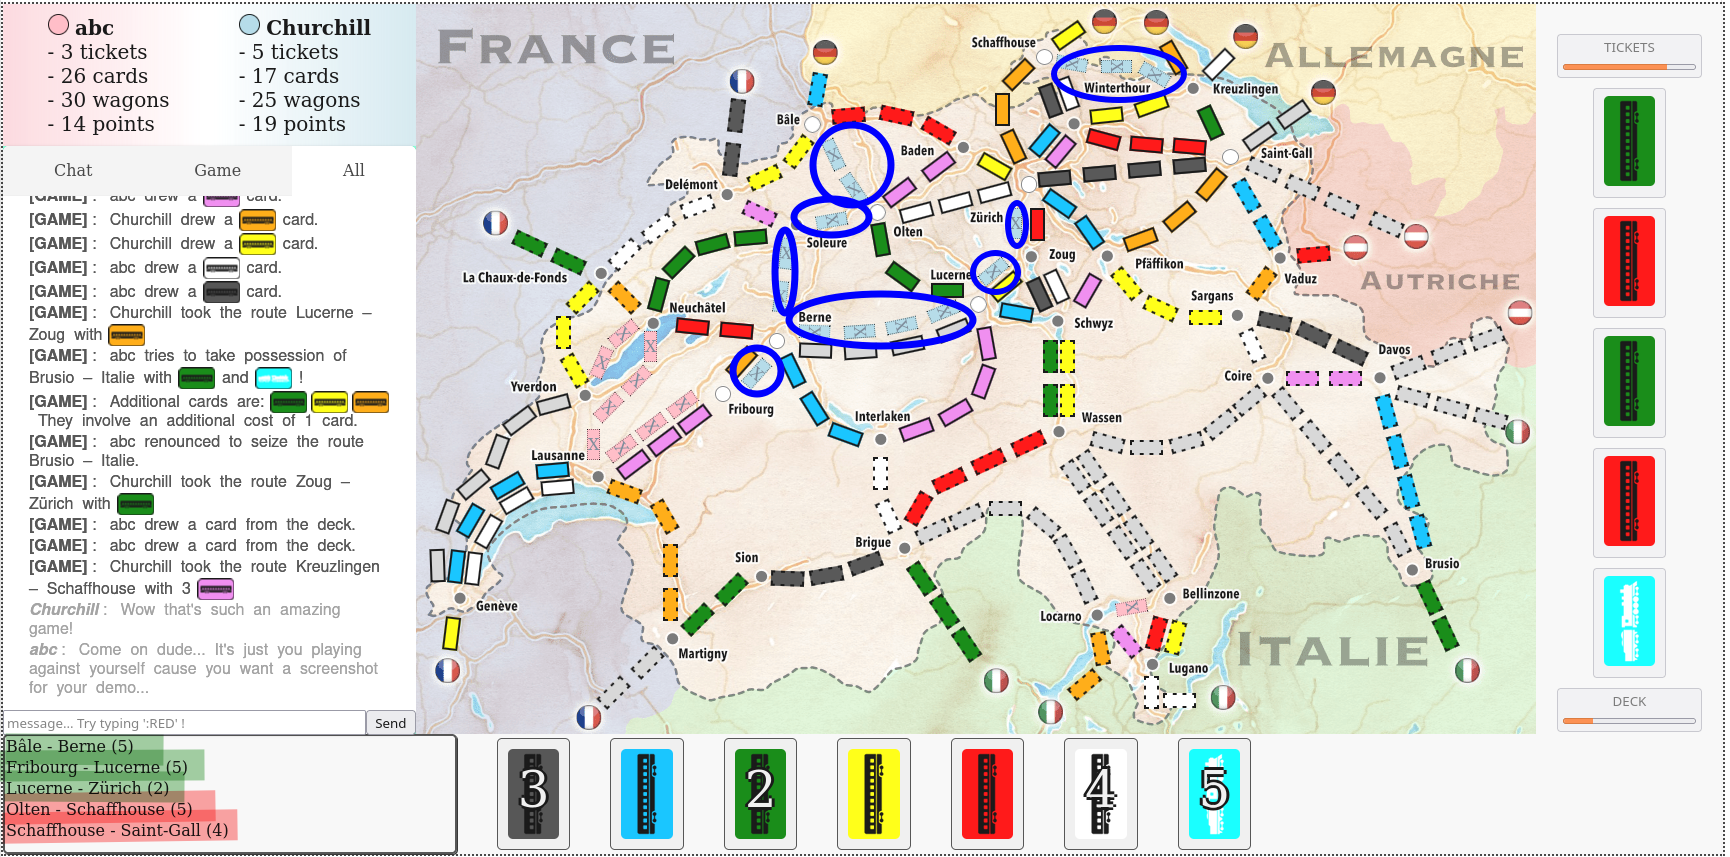 abc
- 3 tickets
- 26 cards
- 30 wagons
- 14 points
Churchill
- 5 tickets
- 17 cards
- 25 wagons
- 19 points
Chat
Game
All
[GAME] : abc drew a card.
[GAME] : Churchill drew a card.
[GAME] : Churchill drew a card.
[GAME] : abc drew a card.
[GAME] : abc drew a card.
[GAME] : Churchill took the route Lucerne –
Zoug with
[GAME] : abc tries to take possession of
Brusio – Italie with and !
[GAME] : Additional cards are:
They involve an additional cost of 1 card.
[GAME] : abc renounced to seize the route
Brusio – Italie.
[GAME] : Churchill took the route Zoug –
Zürich with
[GAME] : abc drew a card from the deck.
[GAME] : abc drew a card from the deck.
[GAME] : Churchill took the route Kreuzlingen
– Schaffhouse with 3
Churchill : Wow that's such an amazing
game!
abc : Come on dude... It's just you playing
against yourself cause you want a screenshot
for your demo...
message... Try typing ':RED' !
Send
Bâle - Berne (5)
Fribourg - Lucerne (5)
Lucerne - Zürich (2)
Olten - Schaffhouse (5)
Schaffhouse - Saint-Gall (4)
FRANCE
ALLEMAGNE
AUTRICHE
ITALIE
Schaffhouse
Winterthour
Kreuzlingen
Bâle
Baden
Saint-Gall
Delémont
Zürich
Soleure
Olten
La Chaux-de-Fonds
Zoug
Pfäffikon
Lucerne
Vaduz
Sargans
Neuchâtel
Berne
Schwyz
Davos
Coire
Yverdon
Fribourg
Interlaken
Wassen
Lausanne
Brigue
Sion
Brusio
Genève
Bellinzone
Locarno
Martigny
Lugano
TICKETS
DECK
3
2
4
5